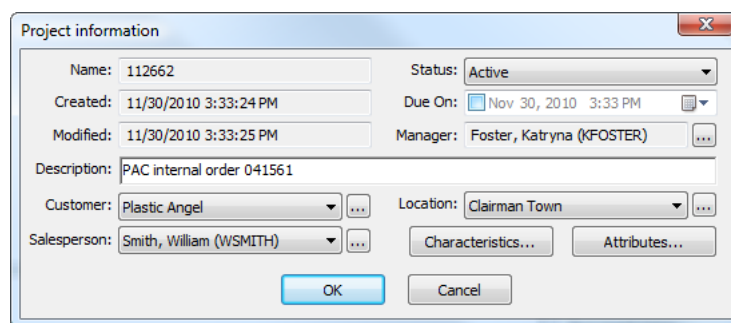 Project information
Name: 112662 Status: Active
Created: 11/30/2010 3:33:24 PM Due On: Nov 30, 2010 3:33 PM
Modified: 11/30/2010 3:33:25 PM Manager: Foster, Katryna (KFOSTER) ...
Description: PAC internal order 041561
Customer: Plastic Angel ... Location: Clairman Town ...
Salesperson: Smith, William (WSMITH) ... Characteristics... Attributes...
OK Cancel